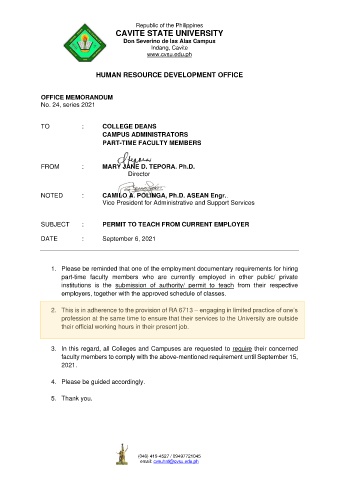 Republic of the Philippines
CAVITE STATE UNIVERSITY
Don Severino de las Alas Campus
Indang, Cavite
www.cvsu.edu.ph
HUMAN RESOURCE DEVELOPMENT OFFICE
OFFICE MEMORANDUM
No. 24, series 2021
TO : COLLEGE DEANS
CAMPUS ADMINISTRATORS
PART-TIME FACULTY MEMBERS
FROM : MARY JANE D. TEPORA. Ph.D.
Director
NOTED : CAMILO A. POLINGA, Ph.D. ASEAN Engr.
Vice President for Administrative and Support Services
SUBJECT : PERMIT TO TEACH FROM CURRENT EMPLOYER
DATE : September 6, 2021
1. Please be reminded that one of the employment documentary requirements for hiring
part-time faculty members who are currently employed in other public/ private
institutions is the submission of authority/ permit to teach from their respective
employers, together with the approved schedule of classes.
2. This is in adherence to the provision of RA 6713 – engaging in limited practice of one's
profession at the same time to ensure that their services to the University are outside
their official working hours in their present job.
3. In this regard, all Colleges and Campuses are requested to require their concerned
faculty members to comply with the above-mentioned requirement until September 15,
2021.
4. Please be guided accordingly.
5. Thank you.
(046) 415-4527 / 09497721045